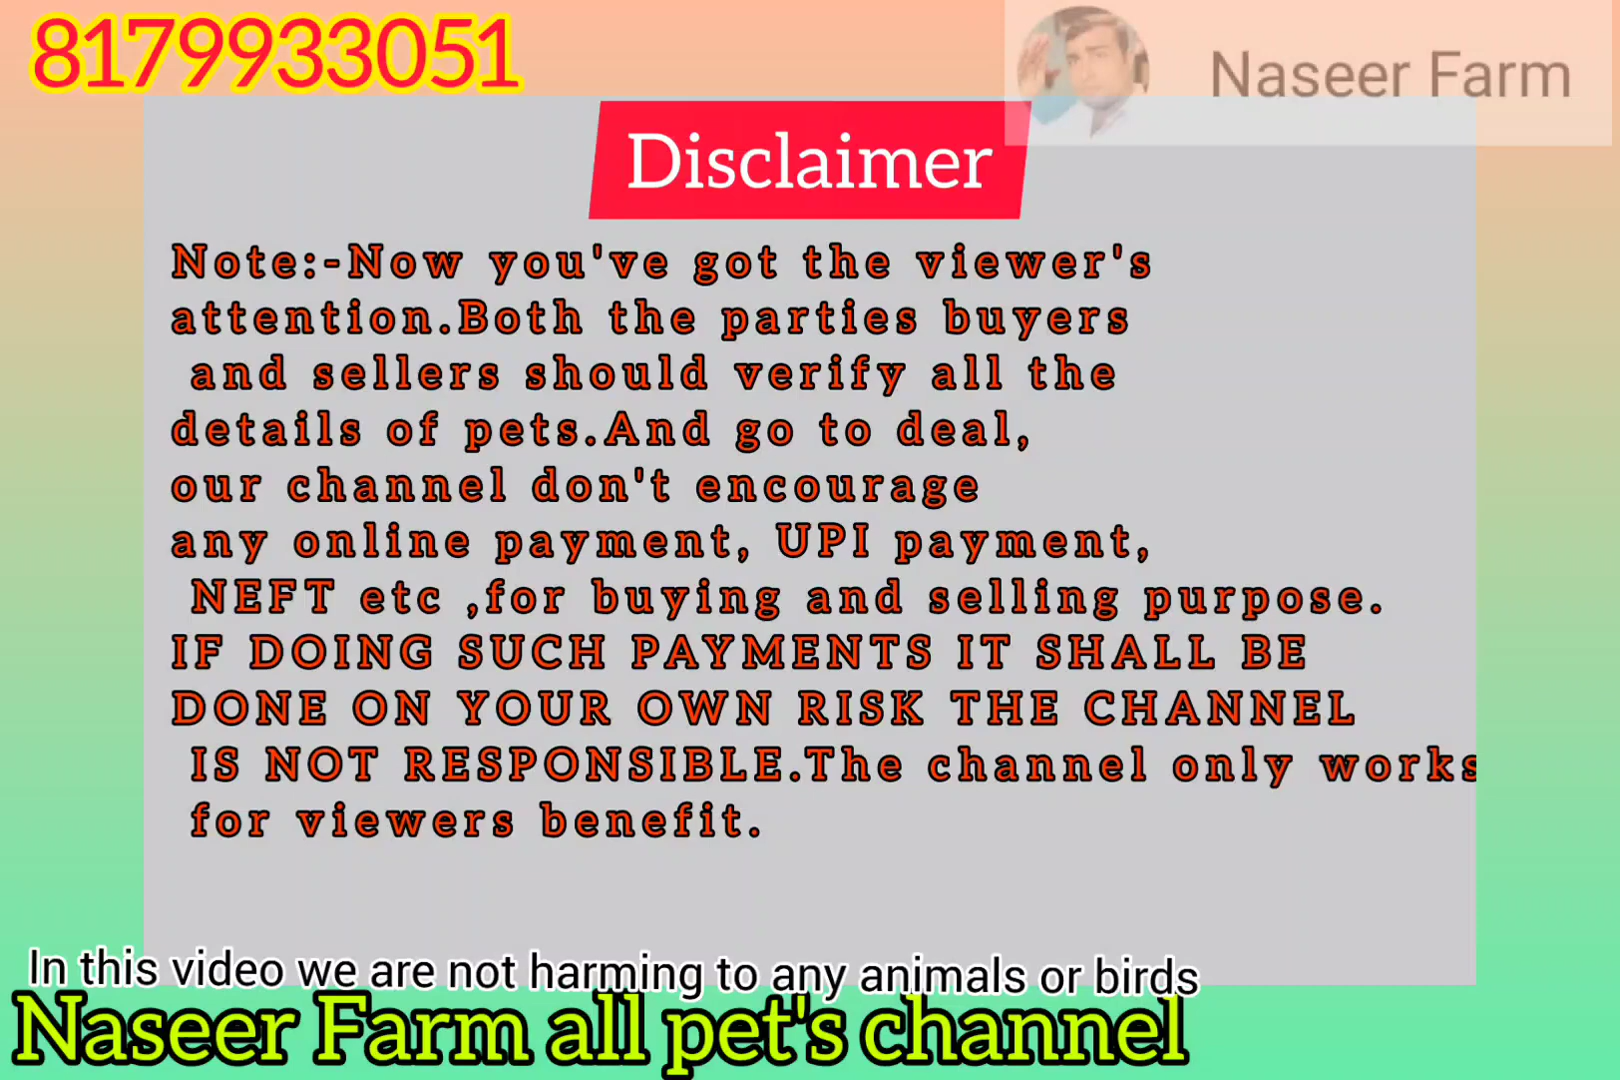 8179933051
Naseer Farm
Disclaimer
Note:-Now you've got the viewer's
attention.Both the parties buyers
and sellers should verify all the
details of pets.And go to deal,
our channel don't encourage
any online payment, UPI payment,
NEFT etc ,for buying and selling purpose.
IF DOING SUCH PAYMENTS IT SHALL BE
DONE ON YOUR OWN RISK THE CHANNEL
IS NOT RESPONSIBLE.The channel only works
for viewers benefit.
In this video we are not harming to any animals or birds
Naseer Farm all pet's channel